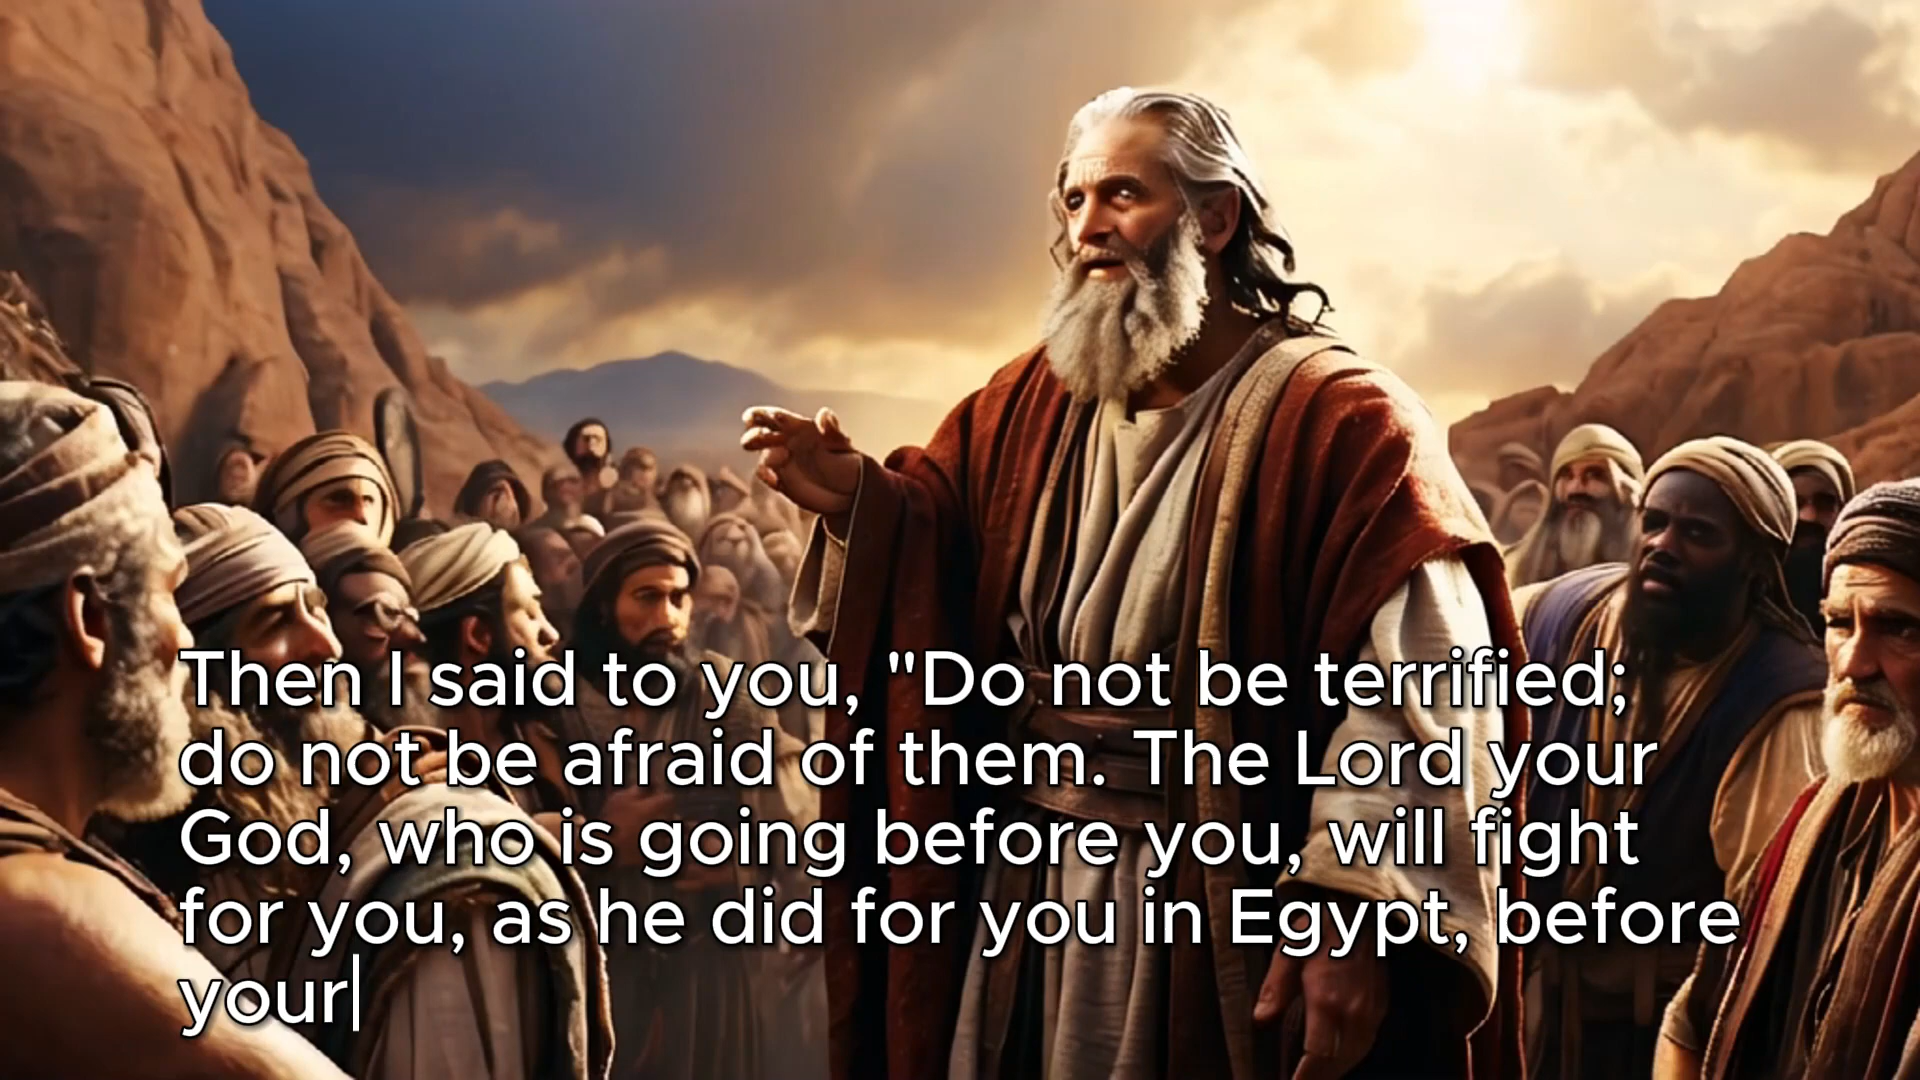 Then I said to you, "Do not be terrified;
do not be afraid of them. The Lord your
God, who is going before you, will fight
for you, as he did for you in Egypt, before
your